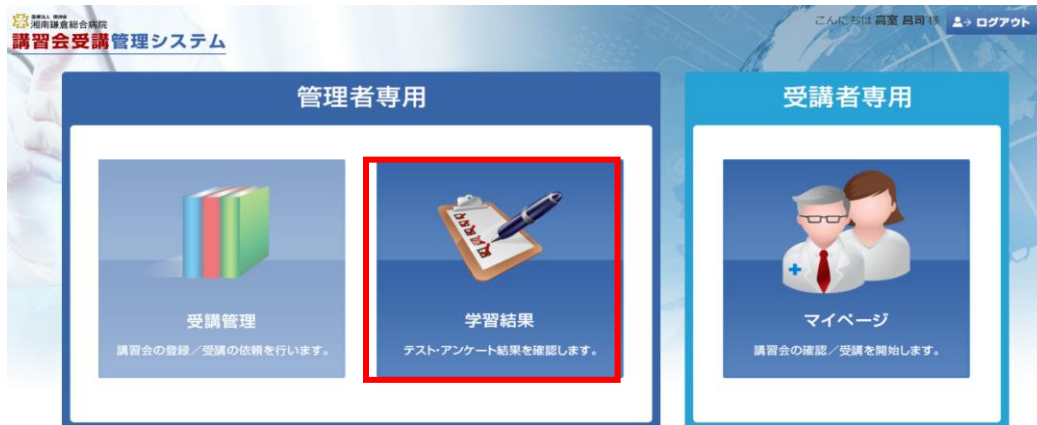 湘南鎌倉総合病院
講習会受講管理システム
こんにちは 高室 昌司 様
ログアウト
管理者専用
受講管理
講習会の登録／受講の依頼を行います。
学習結果
テスト・アンケート結果を確認します。
受講者専用
マイページ
講習会の確認／受講を開始します。